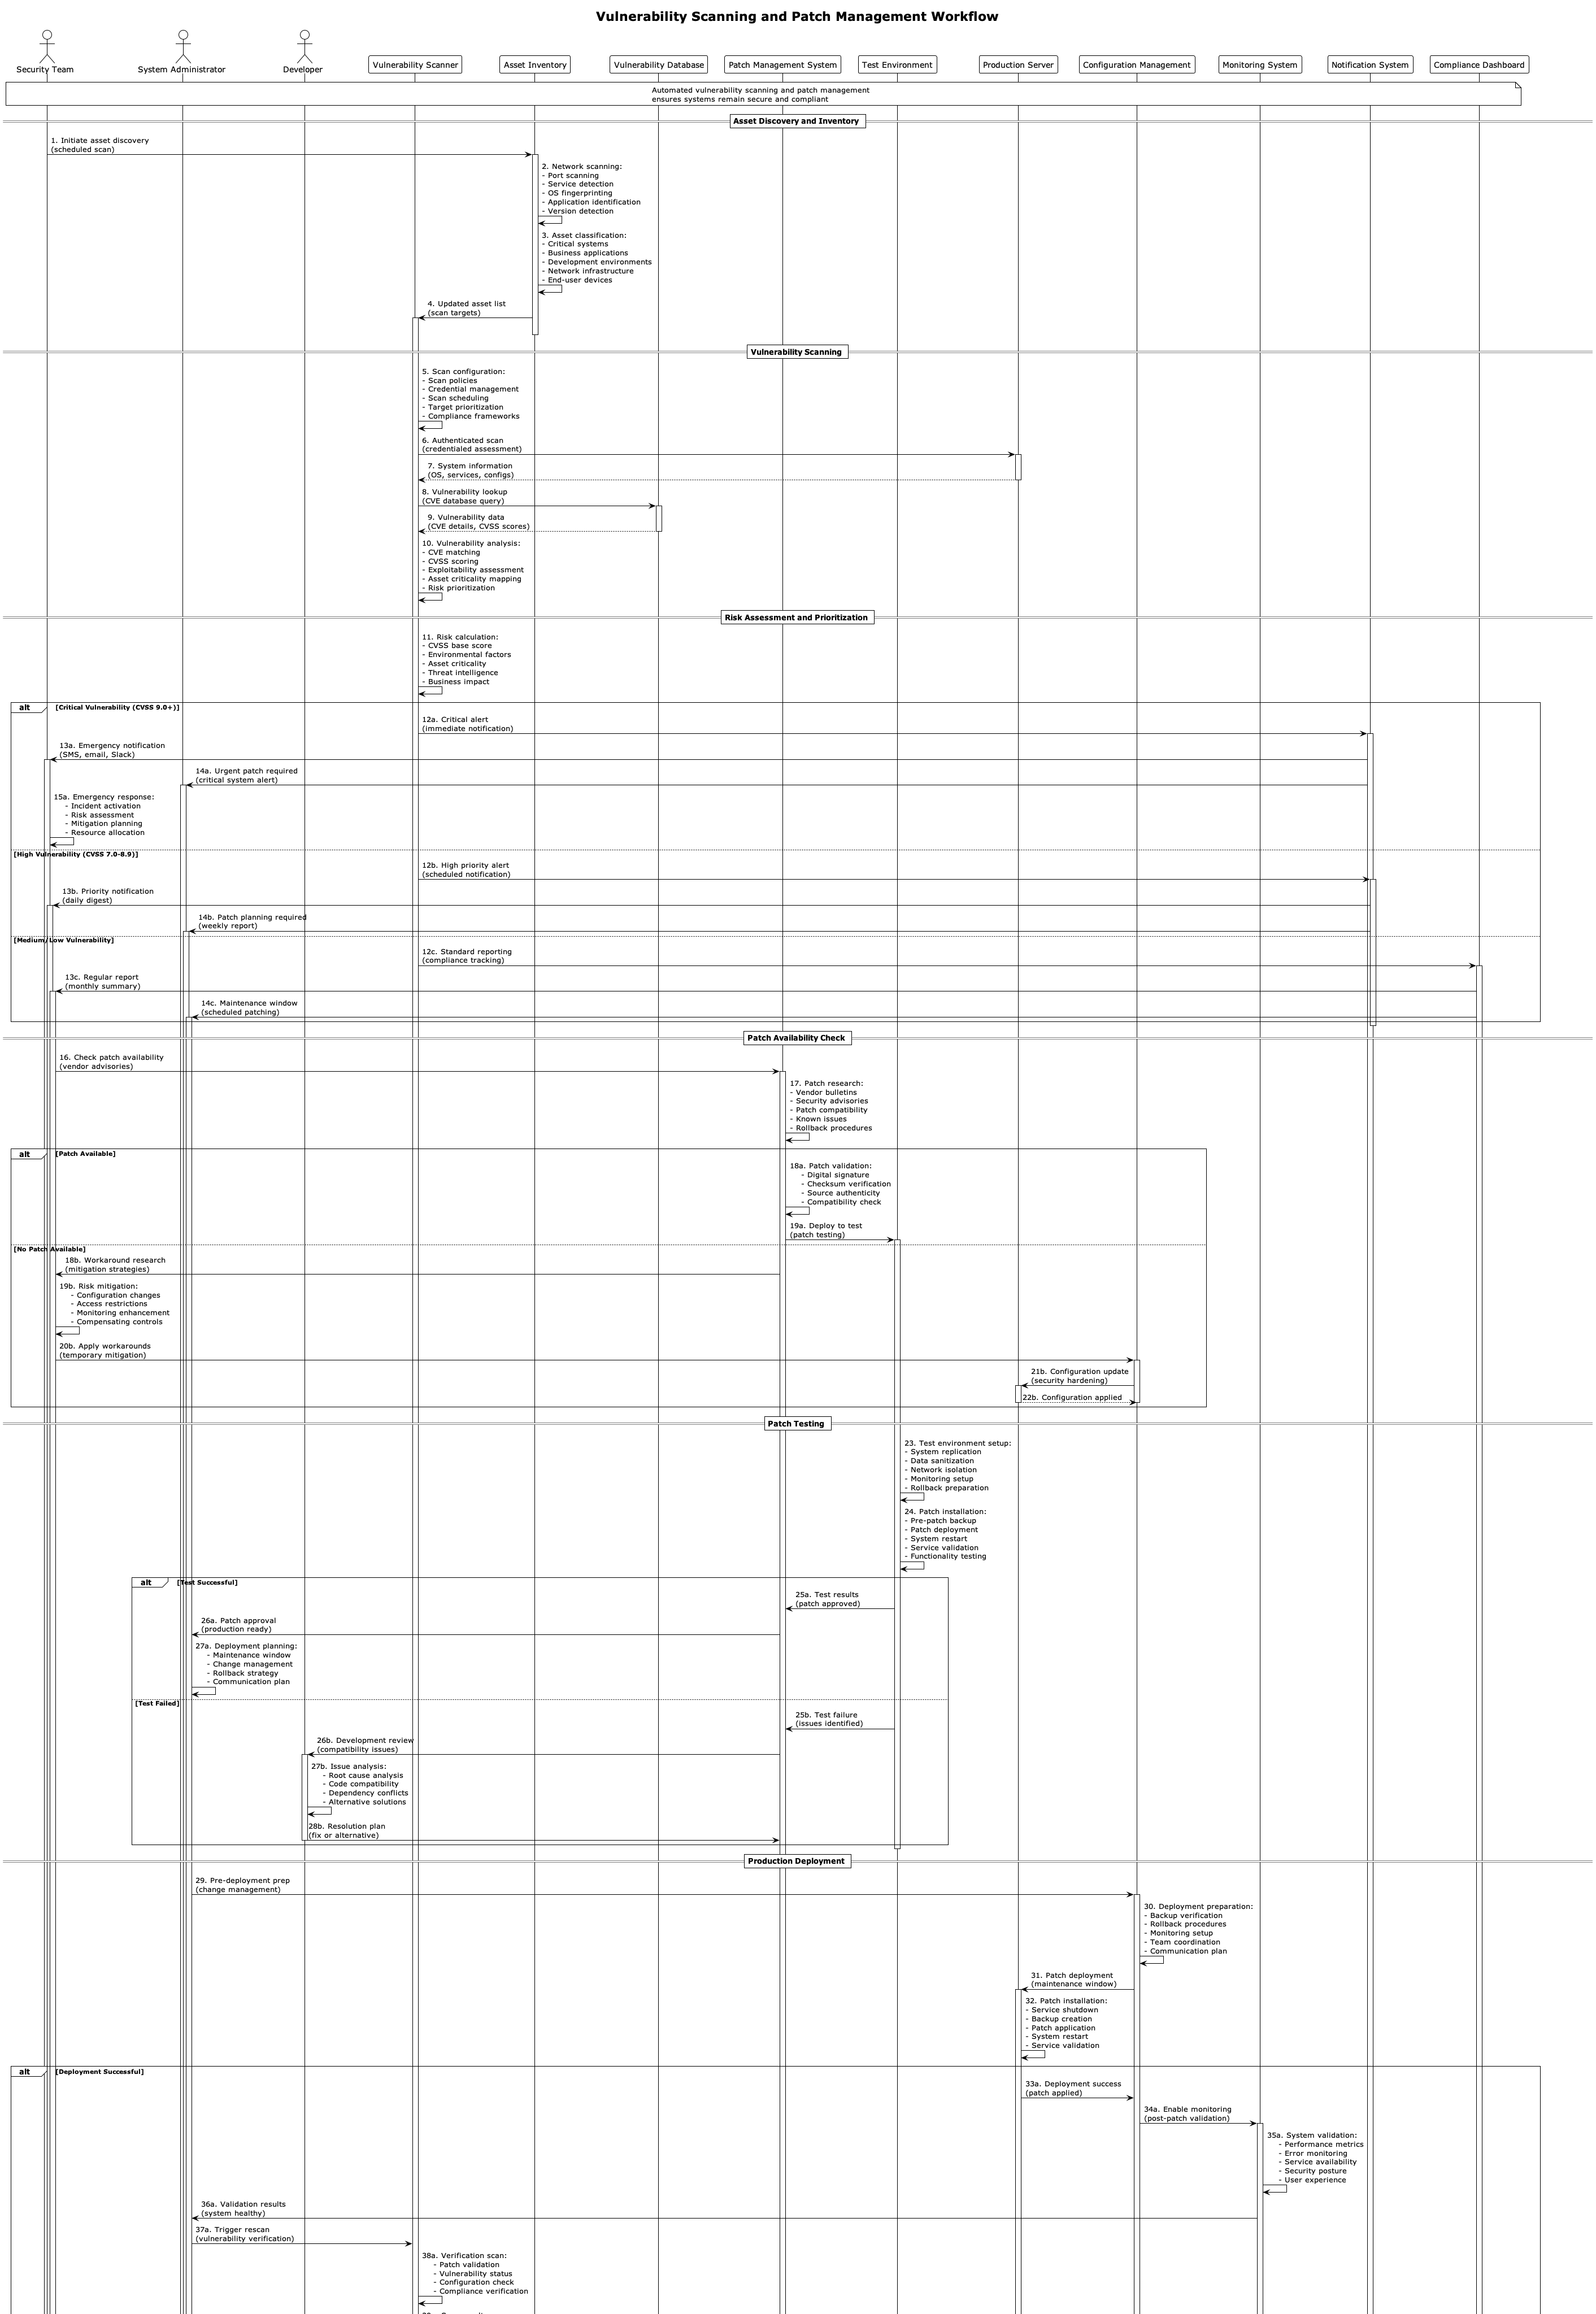 Vulnerability Scanning and Patch Management Workflow
Security Team
System Administrator
Developer
Vulnerability Scanner
Asset Inventory
Vulnerability Database
Patch Management System
Test Environment
Production Server
Configuration Management
Monitoring System
Notification System
Compliance Dashboard
Automated vulnerability scanning and patch management
ensures systems remain secure and compliant
Asset Discovery and Inventory
1. Initiate asset discovery
(scheduled scan)
2. Network scanning:
- Port scanning
- Service detection
- OS fingerprinting
- Application identification
- Version detection
3. Asset classification:
- Critical systems
- Business applications
- Development environments
- Network infrastructure
- End-user devices
4. Updated asset list
(scan targets)
Vulnerability Scanning
5. Scan configuration:
- Scan policies
- Credential management
- Scan scheduling
- Target prioritization
- Compliance frameworks
6. Authenticated scan
(credentialed assessment)
7. System information
(OS, services, configs)
8. Vulnerability lookup
(CVE database query)
9. Vulnerability data
(CVE details, CVSS scores)
10. Vulnerability analysis:
- CVE matching
- CVSS scoring
- Exploitability assessment
- Asset criticality mapping
- Risk prioritization
Risk Assessment and Prioritization
11. Risk calculation:
- CVSS base score
- Environmental factors
- Asset criticality
- Threat intelligence
- Business impact
alt
[Critical Vulnerability (CVSS 9.0+)]
12a. Critical alert
(immediate notification)
13a. Emergency notification
(SMS, email, Slack)
14a. Urgent patch required
(critical system alert)
15a. Emergency response:
- Incident activation
- Risk assessment
- Mitigation planning
- Resource allocation
[High Vulnerability (CVSS 7.0-8.9)]
12b. High priority alert
(scheduled notification)
13b. Priority notification
(daily digest)
14b. Patch planning required
(weekly report)
[Medium/Low Vulnerability]
12c. Standard reporting
(compliance tracking)
13c. Regular report
(monthly summary)
14c. Maintenance window
(scheduled patching)
Patch Availability Check
16. Check patch availability
(vendor advisories)
17. Patch research:
- Vendor bulletins
- Security advisories
- Patch compatibility
- Known issues
- Rollback procedures
alt
[Patch Available]
18a. Patch validation:
- Digital signature
- Checksum verification
- Source authenticity
- Compatibility check
19a. Deploy to test
(patch testing)
[No Patch Available]
18b. Workaround research
(mitigation strategies)
19b. Risk mitigation:
- Configuration changes
- Access restrictions
- Monitoring enhancement
- Compensating controls
20b. Apply workarounds
(temporary mitigation)
21b. Configuration update
(security hardening)
22b. Configuration applied
Patch Testing
23. Test environment setup:
- System replication
- Data sanitization
- Network isolation
- Monitoring setup
- Rollback preparation
24. Patch installation:
- Pre-patch backup
- Patch deployment
- System restart
- Service validation
- Functionality testing
alt
[Test Successful]
25a. Test results
(patch approved)
26a. Patch approval
(production ready)
27a. Deployment planning:
- Maintenance window
- Change management
- Rollback strategy
- Communication plan
[Test Failed]
25b. Test failure
(issues identified)
26b. Development review
(compatibility issues)
27b. Issue analysis:
- Root cause analysis
- Code compatibility
- Dependency conflicts
- Alternative solutions
28b. Resolution plan
(fix or alternative)
Production Deployment
29. Pre-deployment prep
(change management)
30. Deployment preparation:
- Backup verification
- Rollback procedures
- Monitoring setup
- Team coordination
- Communication plan
31. Patch deployment
(maintenance window)
32. Patch installation:
- Service shutdown
- Backup creation
- Patch application
- System restart
- Service validation
alt
[Deployment Successful]
33a. Deployment success
(patch applied)
34a. Enable monitoring
(post-patch validation)
35a. System validation:
- Performance metrics
- Error monitoring
- Service availability
- Security posture
- User experience
36a. Validation results
(system healthy)
37a. Trigger rescan
(vulnerability verification)
38a. Verification scan:
- Patch validation
- Vulnerability status
- Configuration check
- Compliance verification